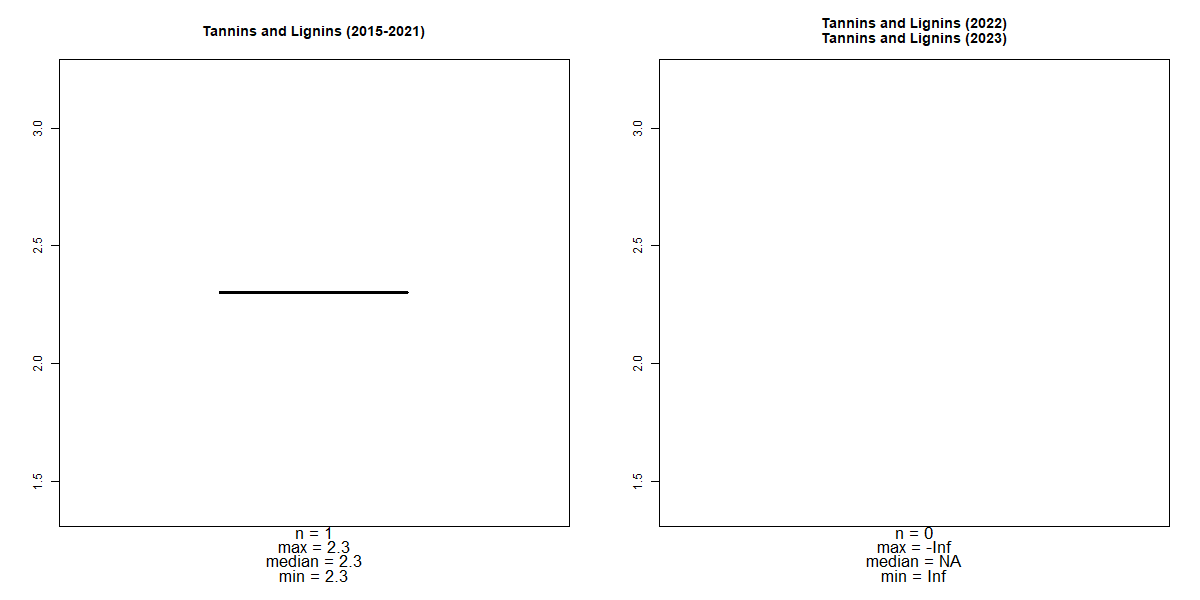 Tannins and Lignins (2015-2021)
3.0
2.5
2.0
1.5
n = 1
max = 2.3
median = 2.3
min = 2.3
Tannins and Lignins (2022)
Tannins and Lignins (2023)
3.0
2.5
2.0
1.5
n = 0
max = -Inf
median = NA
min = Inf